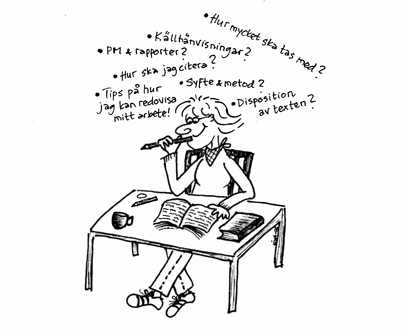 • Hur mycket ska tas med?
• Källhänvisningar?
• PM & rapporter?
• Hur ska jag citera?
• Syfte & metod?
• Tips på hur
jag kan redovisa
mitt arbete!
• Disposition
av texten?